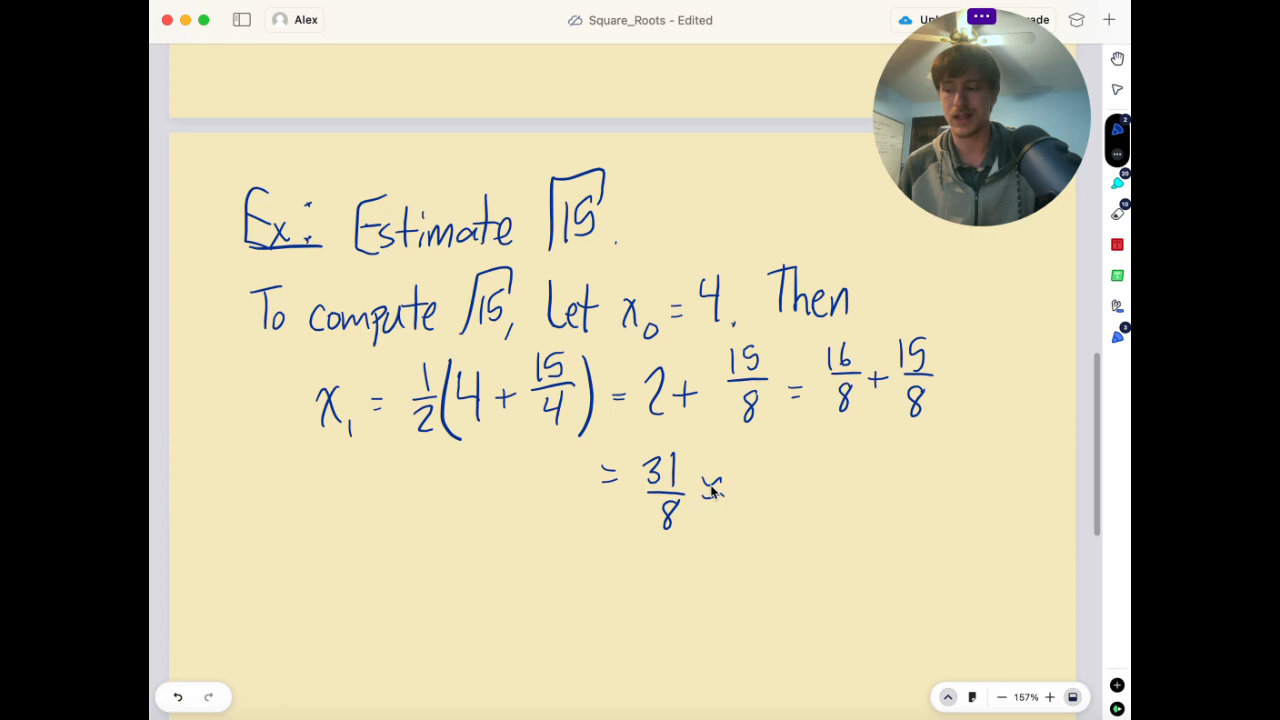 Alex
Square_Roots - Edited
Ex: Estimate √15.
To compute √15, Let x₀ = 4. Then
x₁ = 1/2(4 + 15/4) = 2 + 15/8 = 16/8 + 15/8
= 31/8 ≈
157%